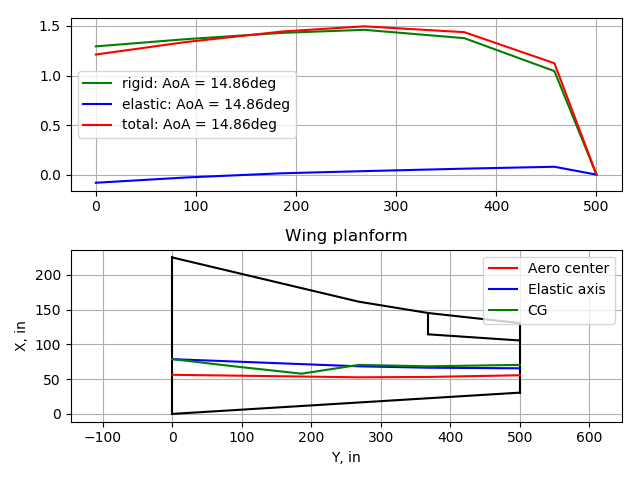 1.5
1.0
0.5
0.0
rigid: AoA = 14.86deg
elastic: AoA = 14.86deg
total: AoA = 14.86deg
0 100 200 300 400 500
Wing planform
X, in
200
150
100
50
0
Aero center
Elastic axis
CG
−100 0 100 200 300 400 500 600
Y, in